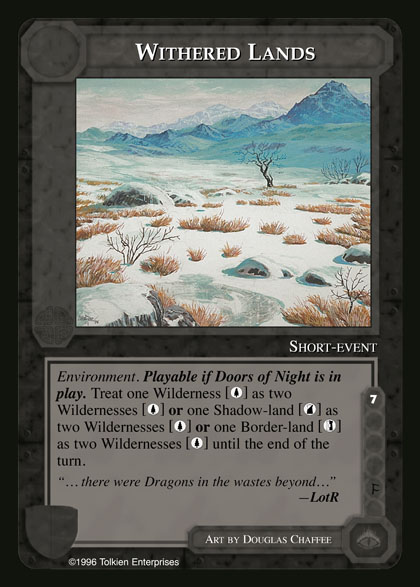 WITHERED LANDS
SHORT-EVENT
Environment. Playable if Doors of Night is in
play. Treat one Wilderness [] as two
Wildernesses [] or one Shadow-land [] as
two Wildernesses [] or one Border-land []
as two Wildernesses [] until the end of the
turn.
7
“… there were Dragons in the wastes beyond…”
–LotR
ART BY DOUGLAS CHAFFEE
©1996 Tolkien Enterprises